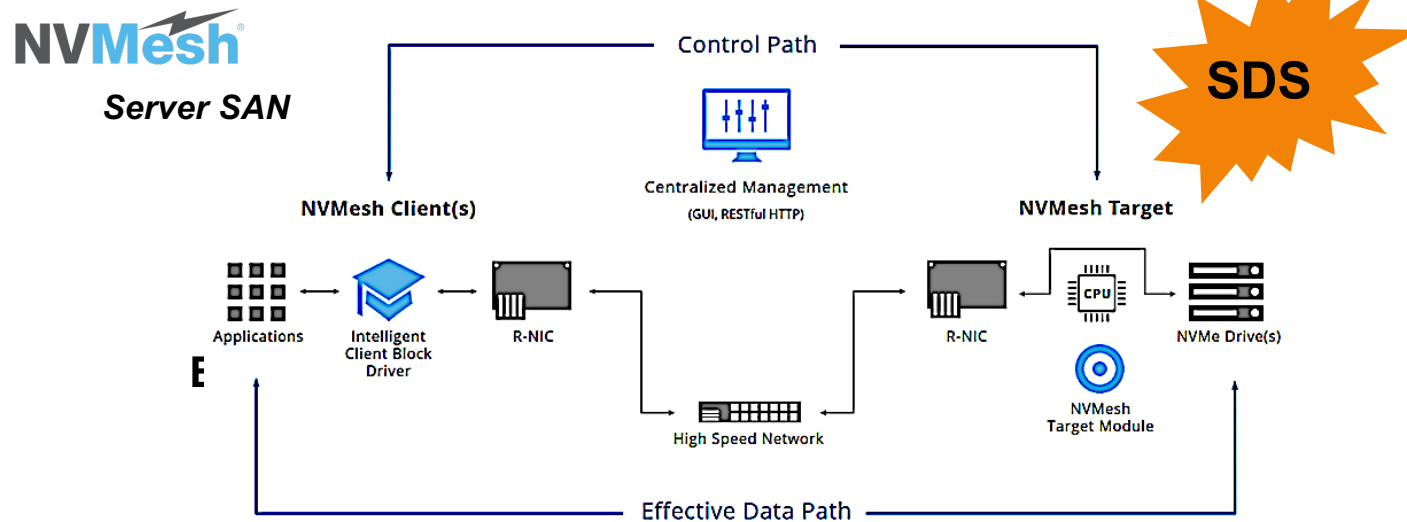 NVMesh®
Server SAN
Control Path
SDS
Centralized Management
(GUI, RESTful HTTP)
NVMesh Client(s)
NVMesh Target
CPU
Applications
Intelligent
Client Block
Driver
R-NIC
R-NIC
NVMe Drive(s)
NVMesh
Target Module
High Speed Network
Effective Data Path